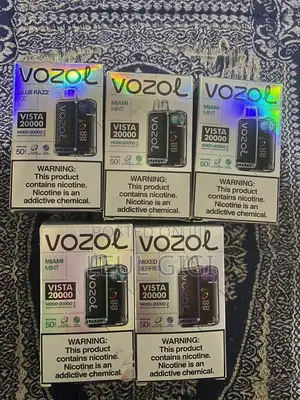 VOZOL
BLUE RAZZ
ICE
VISTA
20000
WARNING:
This product
contains nicotine.
Nicotine is an
addictive chemical.
VOZOL
MIAMI
MINT
VISTA
20000
WARNING:
This product
contains nicotine.
Nicotine is an
addictive chemical.
VOZOL
MIAMI
MINT
VISTA
20000
WARNING:
This product
contains nicotine.
Nicotine is an
addictive chemical.
VOZOL
MIAMI
MINT
VISTA
20000
WARNING:
This product
contains nicotine.
Nicotine is an
addictive chemical.
VOZOL
MIXED
BERRIES
VISTA
20000
WARNING:
This product
contains nicotine.
Nicotine is an
addictive chemical.